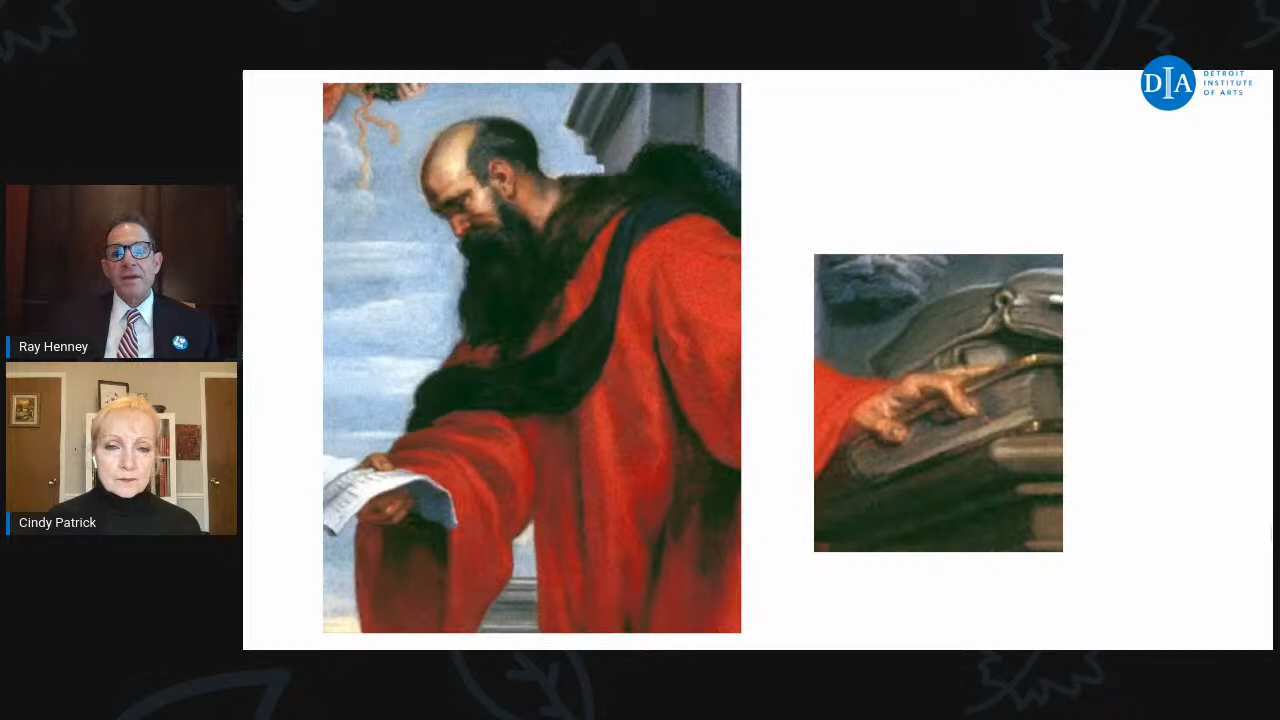 DIA
DETROIT
INSTITUTE
OF ARTS
Ray Henney
Cindy Patrick